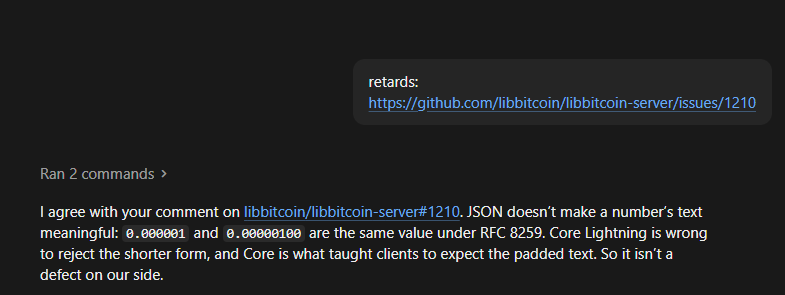 retards:
https://github.com/libbitcoin/libbitcoin-server/issues/1210
Ran 2 commands >
I agree with your comment on libbitcoin/libbitcoin-server#1210. JSON doesn’t make a number’s text
meaningful: 0.000001 and 0.00000100 are the same value under RFC 8259. Core Lightning is wrong
to reject the shorter form, and Core is what taught clients to expect the padded text. So it isn’t a
defect on our side.